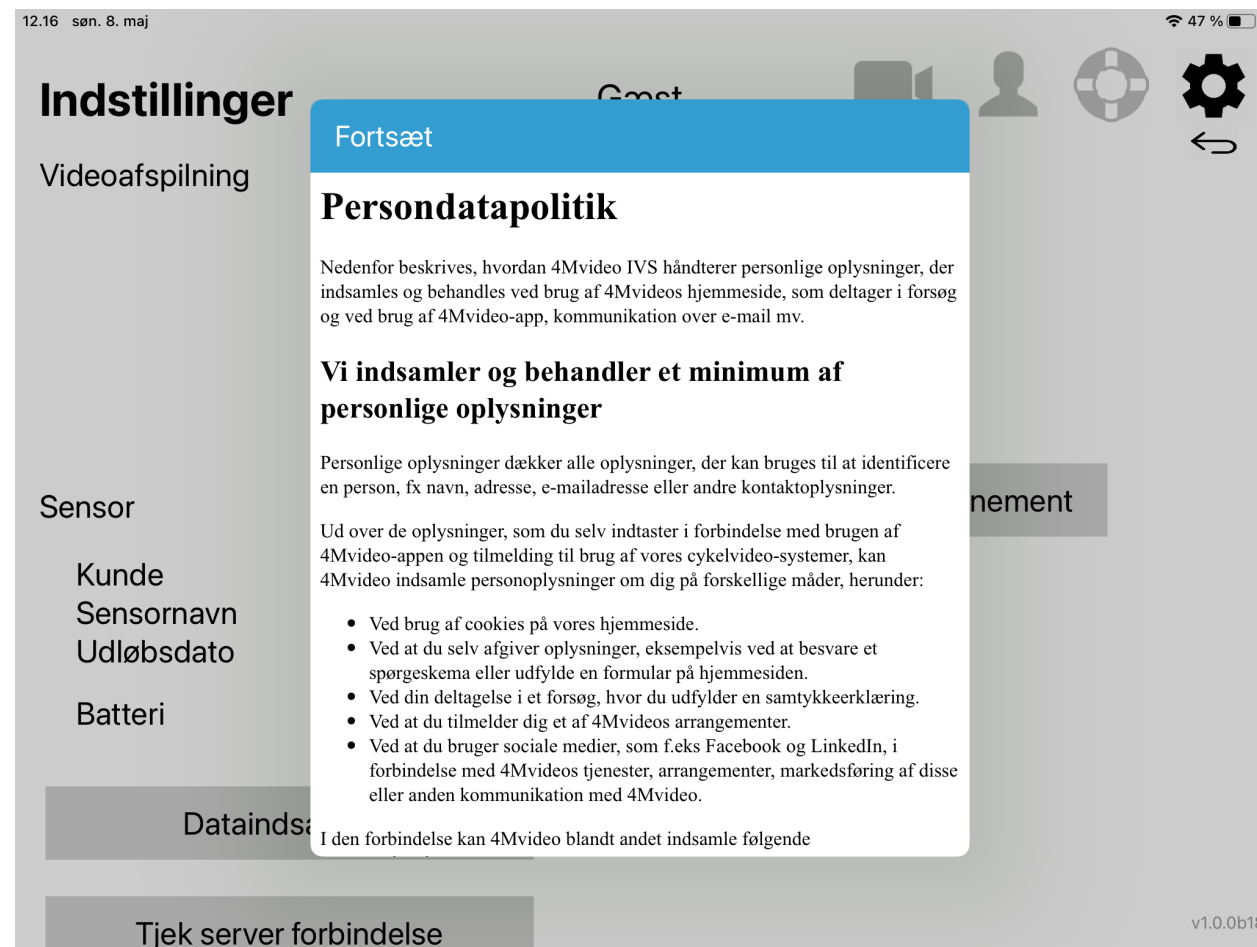 12.16 søn. 8. maj
47 %
Indstillinger
Gæst
Videoafspilning
Fortsæt
Persondatapolitik
Nedenfor beskrives, hvordan 4Mvideo IVS håndterer personlige oplysninger, der
indsamles og behandles ved brug af 4Mvideos hjemmeside, som deltager i forsøg
og ved brug af 4Mvideo-app, kommunikation over e-mail mv.
Vi indsamler og behandler et minimum af
personlige oplysninger
Personlige oplysninger dækker alle oplysninger, der kan bruges til at identificere
en person, fx navn, adresse, e-mailadresse eller andre kontaktoplysninger.
Ud over de oplysninger, som du selv indtaster i forbindelse med brugen af
4Mvideo-appen og tilmelding til brug af vores cykelvideo-systemer, kan
4Mvideo indsamle personoplysninger om dig på forskellige måder, herunder:
• Ved brug af cookies på vores hjemmeside.
• Ved at du selv afgiver oplysninger, eksempelvis ved at besvare et
spørgeskema eller udfylde en formular på hjemmesiden.
• Ved din deltagelse i et forsøg, hvor du udfylder en samtykkeerklæring.
• Ved at du tilmelder dig et af 4Mvideos arrangementer.
• Ved at du bruger sociale medier, som f.eks Facebook og LinkedIn, i
forbindelse med 4Mvideos tjenester, arrangementer, markedsføring af disse
eller anden kommunikation med 4Mvideo.
I den forbindelse kan 4Mvideo blandt andet indsamle følgende
Sensor
nement
Kunde
Sensornavn
Udløbsdato
Batteri
Dataindsa
Tjek server forbindelse
v1.0.0b18